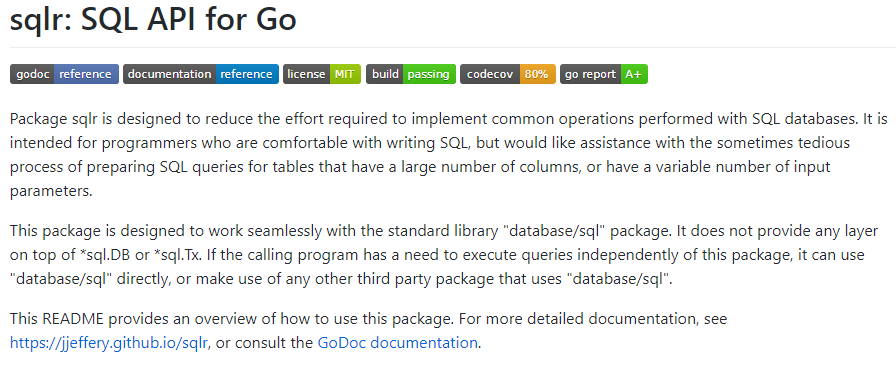 sqlr: SQL API for Go
godoc reference documentation reference license MIT build passing codecov 80% go report A+
Package sqlr is designed to reduce the effort required to implement common operations performed with SQL databases. It is
intended for programmers who are comfortable with writing SQL, but would like assistance with the sometimes tedious
process of preparing SQL queries for tables that have a large number of columns, or have a variable number of input
parameters.
This package is designed to work seamlessly with the standard library "database/sql" package. It does not provide any layer
on top of *sql.DB or *sql.Tx. If the calling program has a need to execute queries independently of this package, it can use
"database/sql" directly, or make use of any other third party package that uses "database/sql".
This README provides an overview of how to use this package. For more detailed documentation, see
https://jjeffery.github.io/sqlr, or consult the GoDoc documentation.